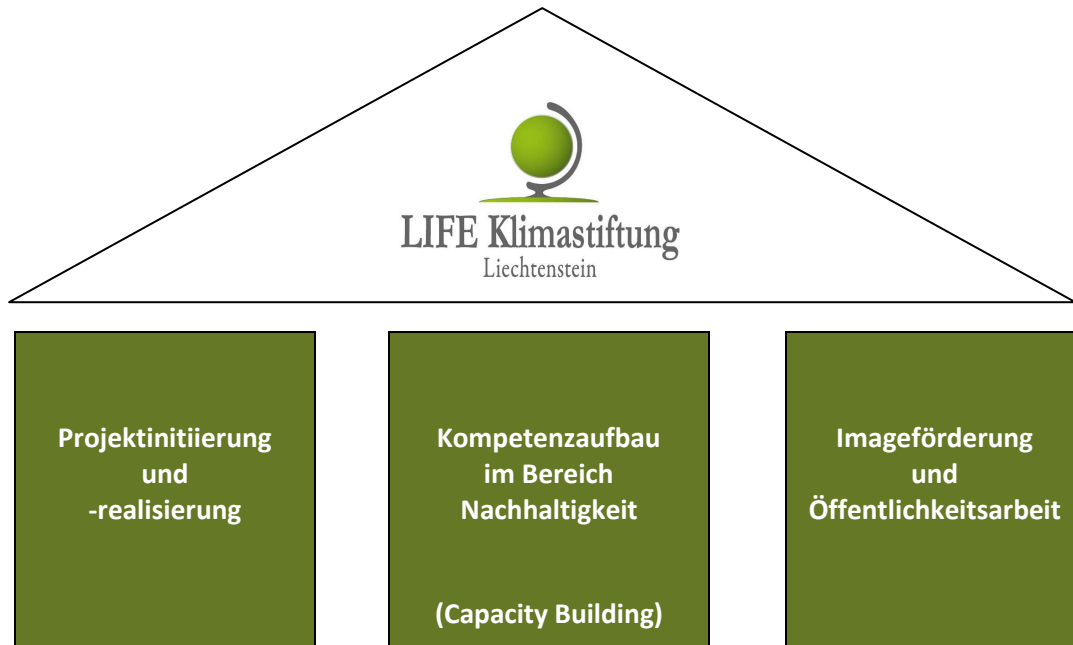 LIFE Klimastiftung
Liechtenstein
Projektinitiierung
und
-realisierung
Kompetenzaufbau
im Bereich
Nachhaltigkeit
(Capacity Building)
Imageförderung
und
Öffentlichkeitsarbeit